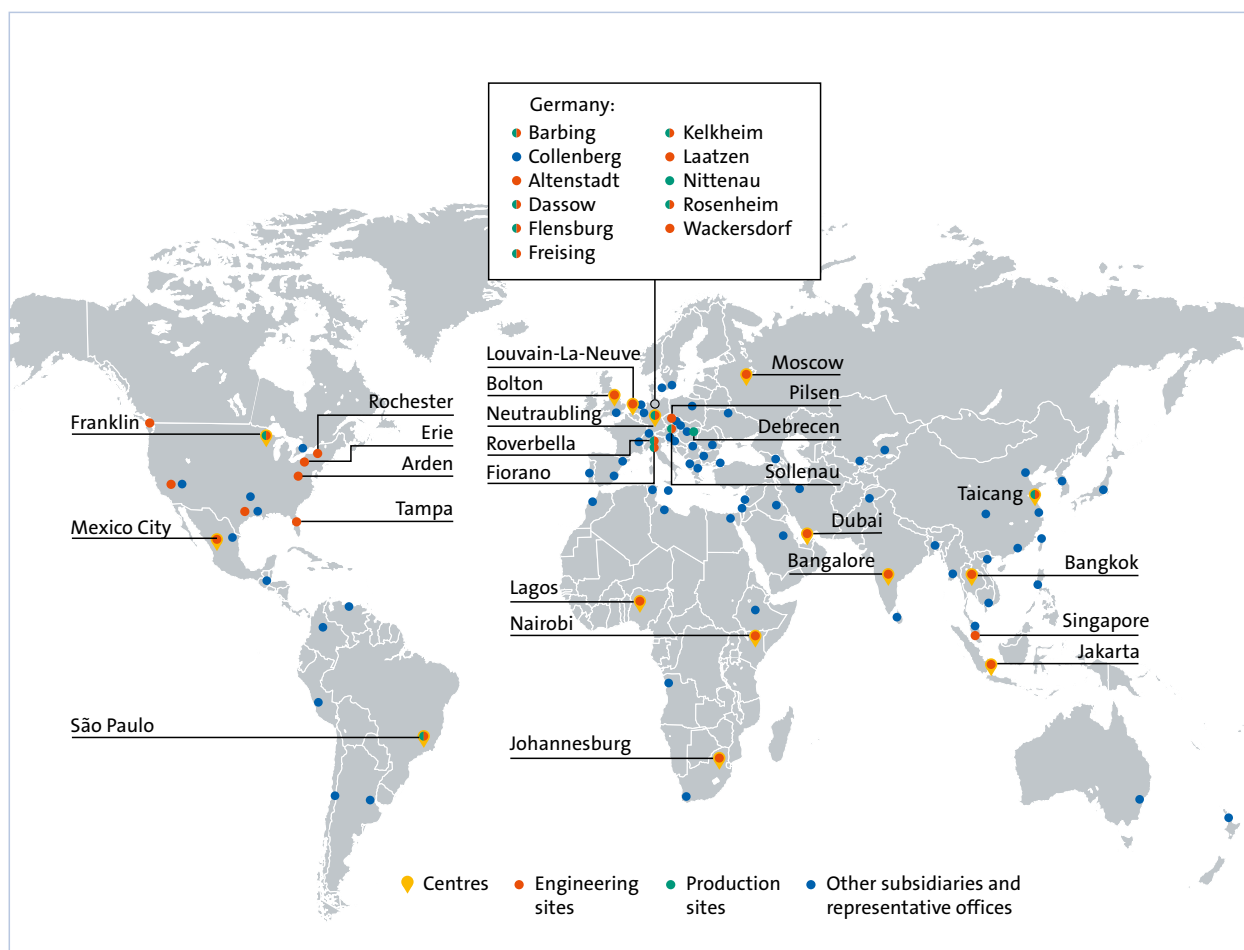 Germany:
Barbing
Collenberg
Altenstadt
Dassow
Flensburg
Freising
Kelkheim
Laatzen
Nittenau
Rosenheim
Wackersdorf
Louvain-La-Neuve
Bolton
Neutraubling
Roverbella
Fiorano
Moscow
Pilsen
Debrecen
Sollenau
Rochester
Franklin
Erie
Arden
Tampa
Mexico City
Taicang
Dubai
Bangalore
Bangkok
Lagos
Nairobi
Singapore
Jakarta
São Paulo
Johannesburg
Centres
Engineering
sites
Production
sites
Other subsidiaries and
representative offices